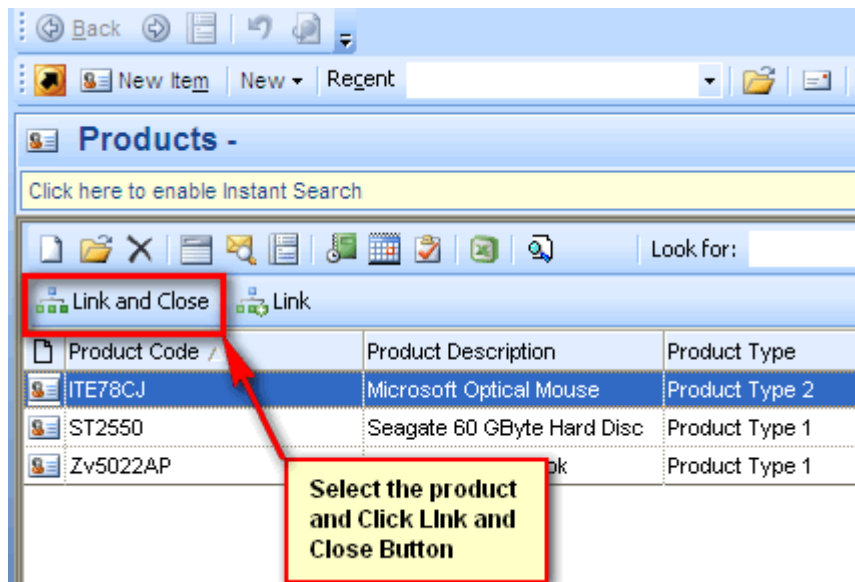 Back
New Item New Recent
Products -
Click here to enable Instant Search
Look for:
Link and Close Link
Product Code Product Description Product Type
ITE78CJ Microsoft Optical Mouse Product Type 2
ST2550 Seagate 60 GByte Hard Disc Product Type 1
Zv5022AP ok Product Type 1
Select the product
and Click LInk and
Close Button